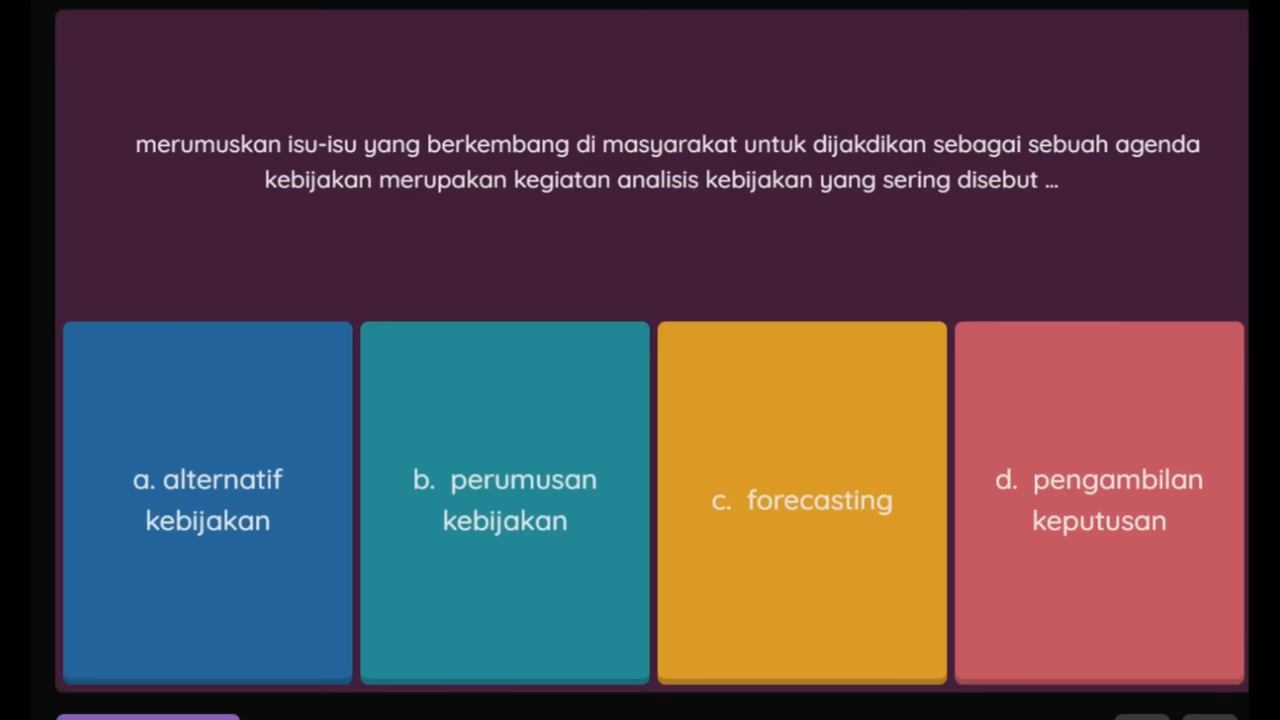 merumuskan isu-isu yang berkembang di masyarakat untuk dijakdikan sebagai sebuah agenda
kebijakan merupakan kegiatan analisis kebijakan yang sering disebut ...
a. alternatif
kebijakan
b. perumusan
kebijakan
c. forecasting
d. pengambilan
keputusan